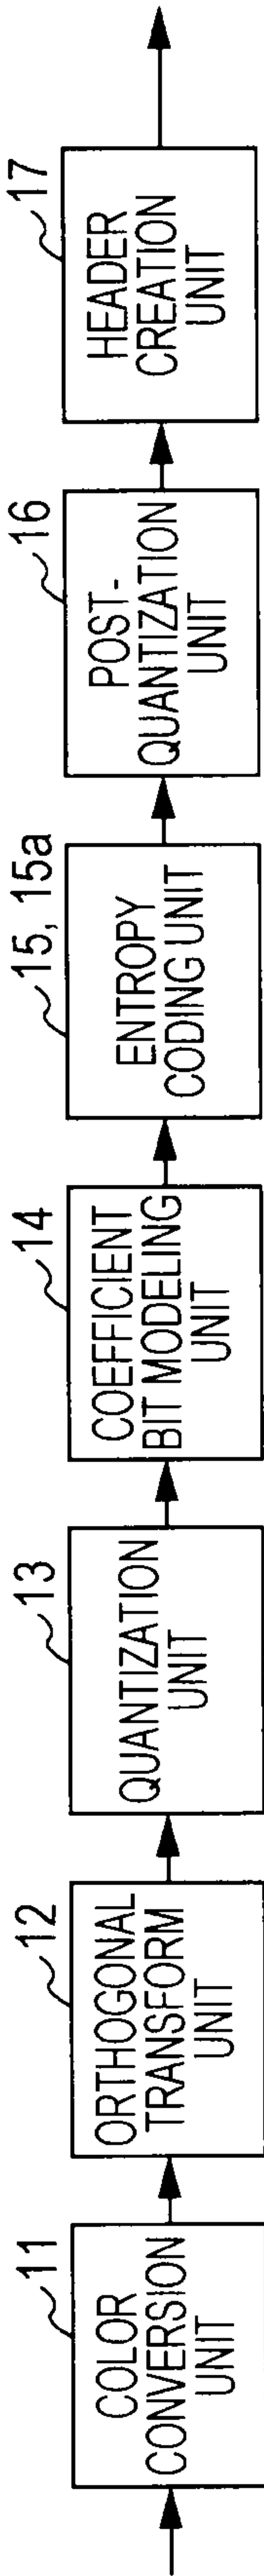 11
COLOR
CONVERSION
UNIT
12
ORTHOGONAL
TRANSFORM
UNIT
13
QUANTIZATION
UNIT
14
COEFFICIENT
BIT MODELING
UNIT
15, 15a
ENTROPY
CODING UNIT
16
POST-
QUANTIZATION
UNIT
17
HEADER
CREATION
UNIT